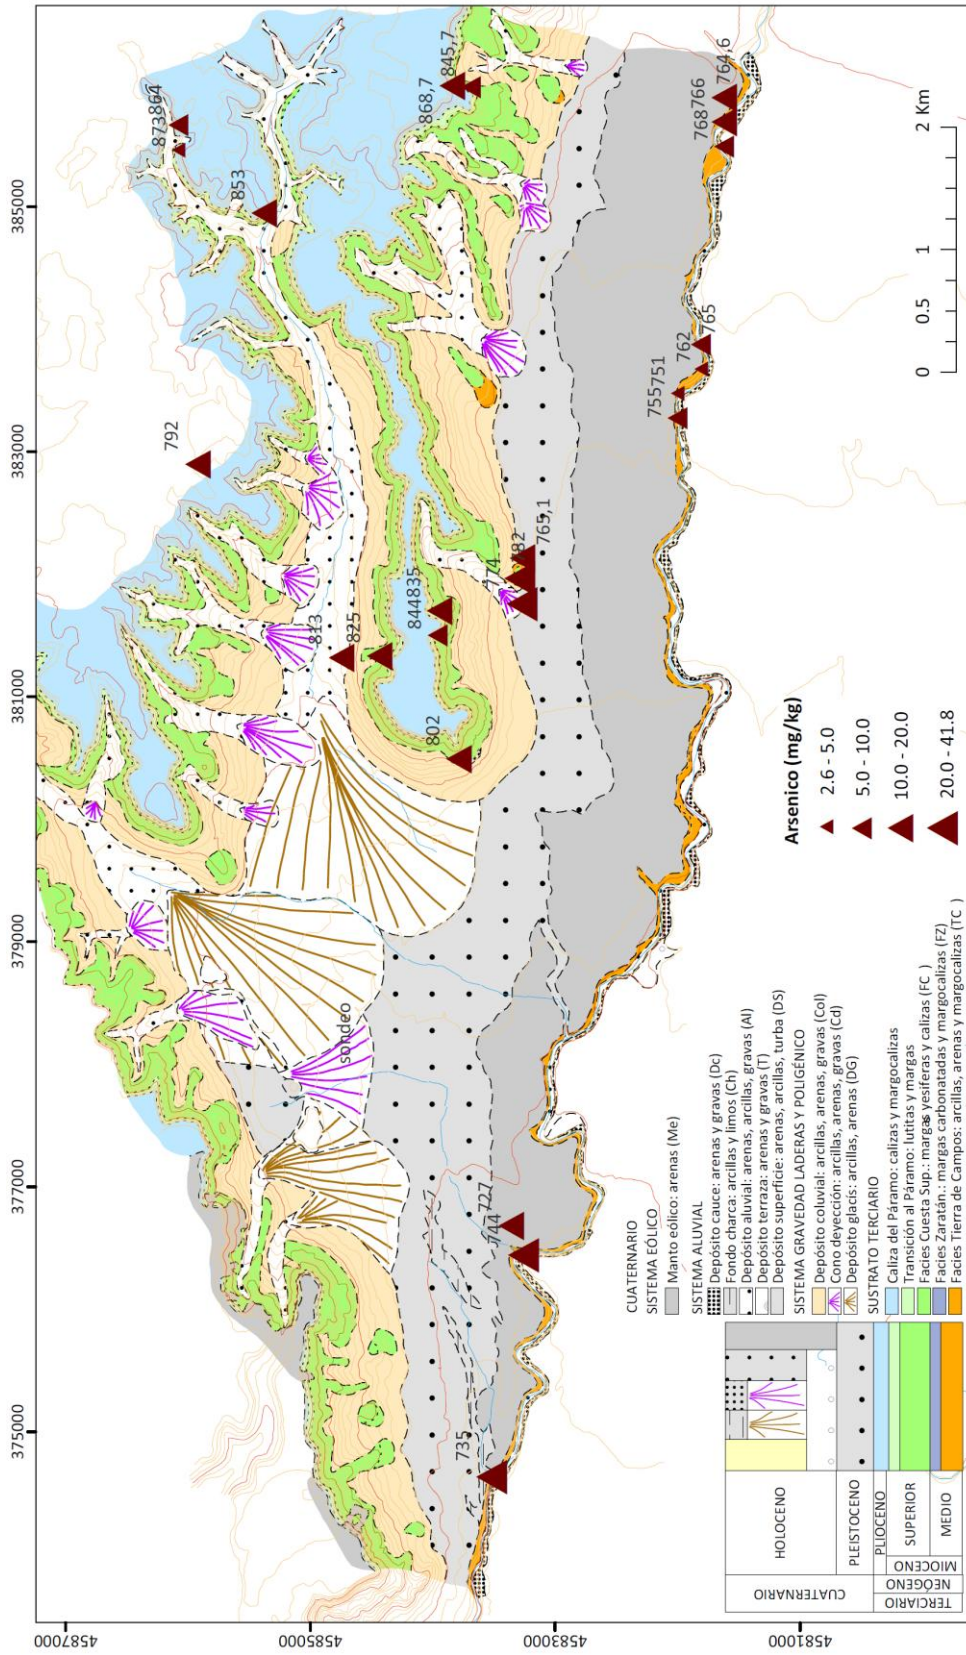 375000
377000
379000
381000
383000
385000
4587000
4585000
4583000
4581000
873864
853
792
868,7
845,7
813
825
844835
802
774
782
765,1
sondeo
744
727
735
755751
762
765
768766
764,6
0
0.5
1
2 Km
Arsenico (mg/kg)
2.6 - 5.0
5.0 - 10.0
10.0 - 20.0
20.0 - 41.8
CUATERNARIO
SISTEMA EÓLICO
Manto eólico: arenas (Me)
SISTEMA ALUVIAL
Depósito cauce: arenas y gravas (Dc)
Fondo charca: arcillas y limos (Ch)
Depósito aluvial: arenas, arcillas, gravas (Al)
Depósito terraza: arenas y gravas (T)
Depósito superficie: arenas, arcillas, turba (DS)
SISTEMA GRAVEDAD LADERAS Y POLIGÉNICO
Depósito coluvial: arcillas, arenas, gravas (Col)
Cono deyección: arcillas, arenas, gravas (Cd)
Depósito glacis: arcillas, arenas (DG)
SUSTRATO TERCIARIO
Caliza del Páramo: calizas y margocalizas
Transición al Páramo: lutitas y margas
Facies Cuesta Sup.: margas yesíferas y calizas (FC)
Facies Zaratán.: margas carbonatadas y margocalizas (FZ)
Facies Tierra de Campos: arcillas, arenas y margocalizas (TC )
CUATERNARIO
HOLOCENO
PLEISTOCENO
TERCIARIO
NEÓGENO
PLIOCENO
MIOCENO
SUPERIOR
MEDIO